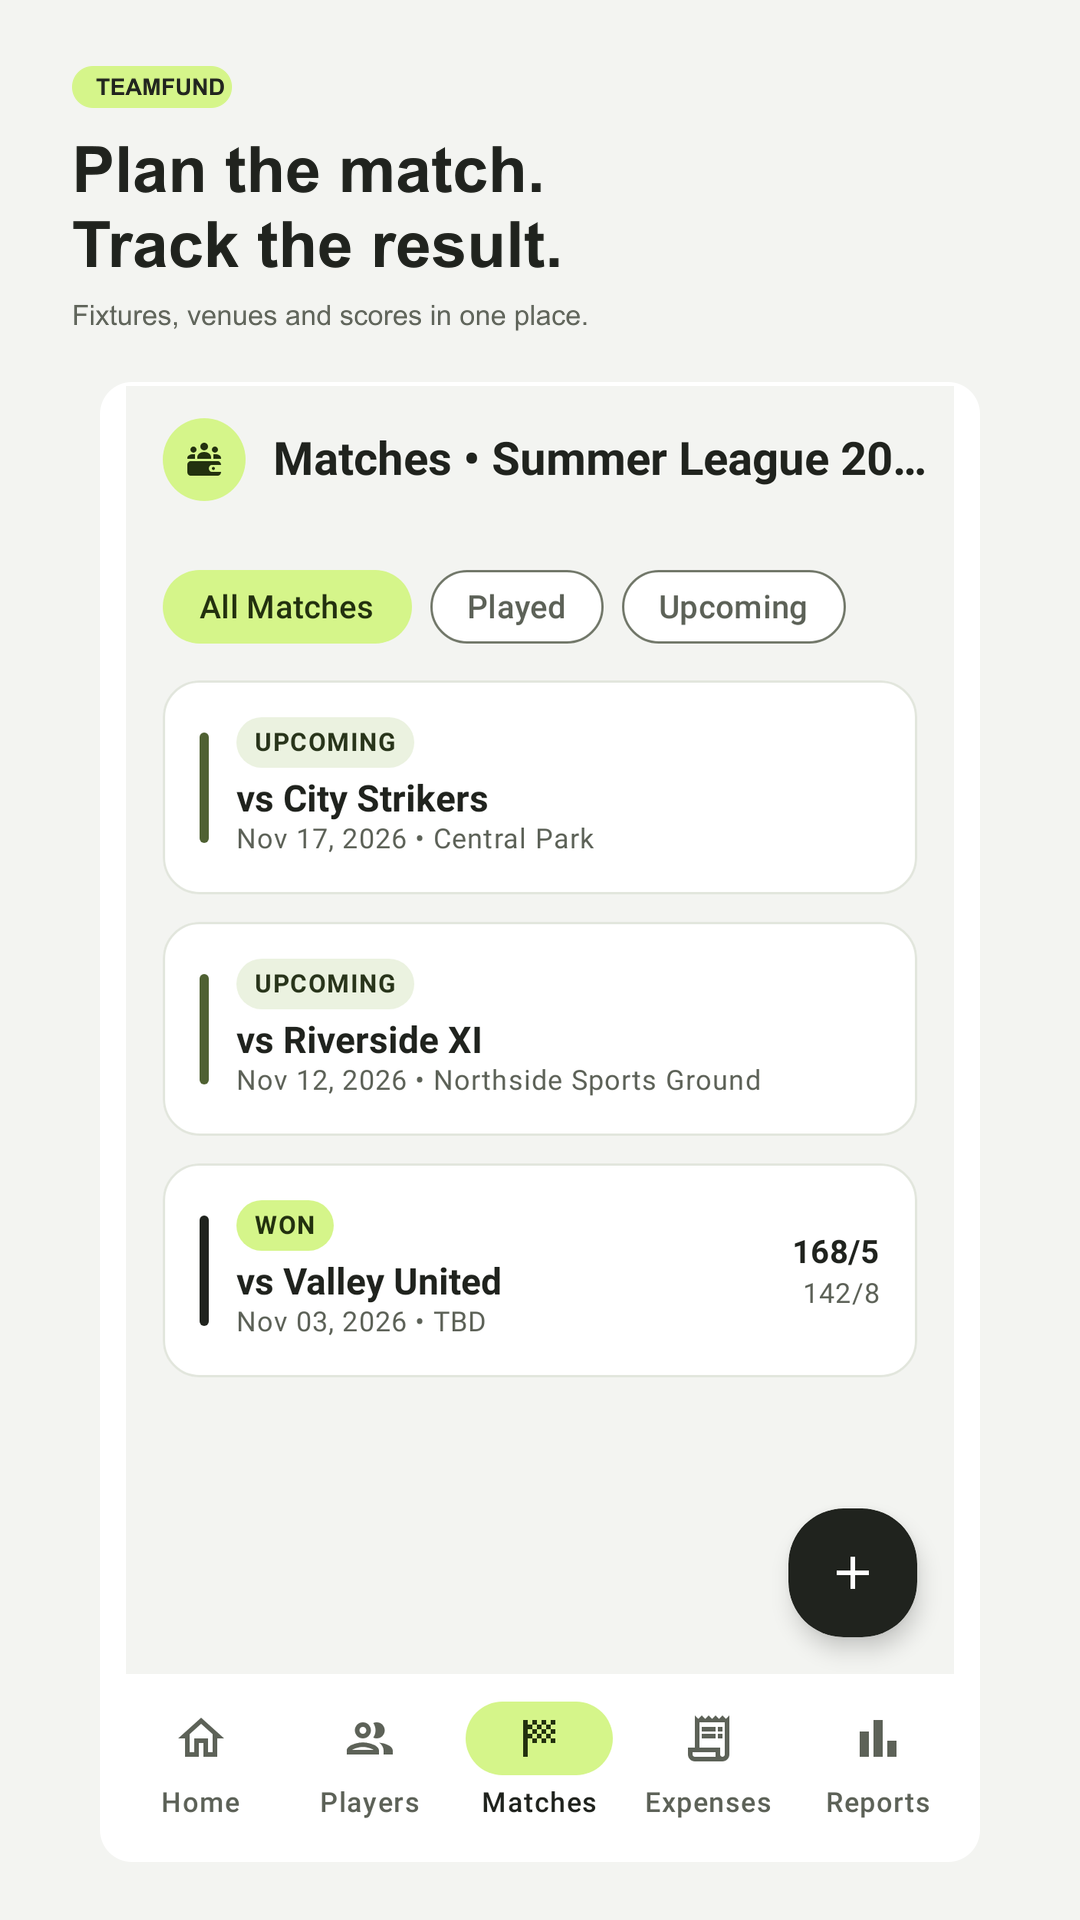 TEAMFUND
Plan the match.
Track the result.
Fixtures, venues and scores in one place.
Matches • Summer League 20...
All Matches
Played
Upcoming
UPCOMING
vs City Strikers
Nov 17, 2026 • Central Park
UPCOMING
vs Riverside XI
Nov 12, 2026 • Northside Sports Ground
WON
vs Valley United
Nov 03, 2026 • TBD
168/5
142/8
Home
Players
Matches
Expenses
Reports